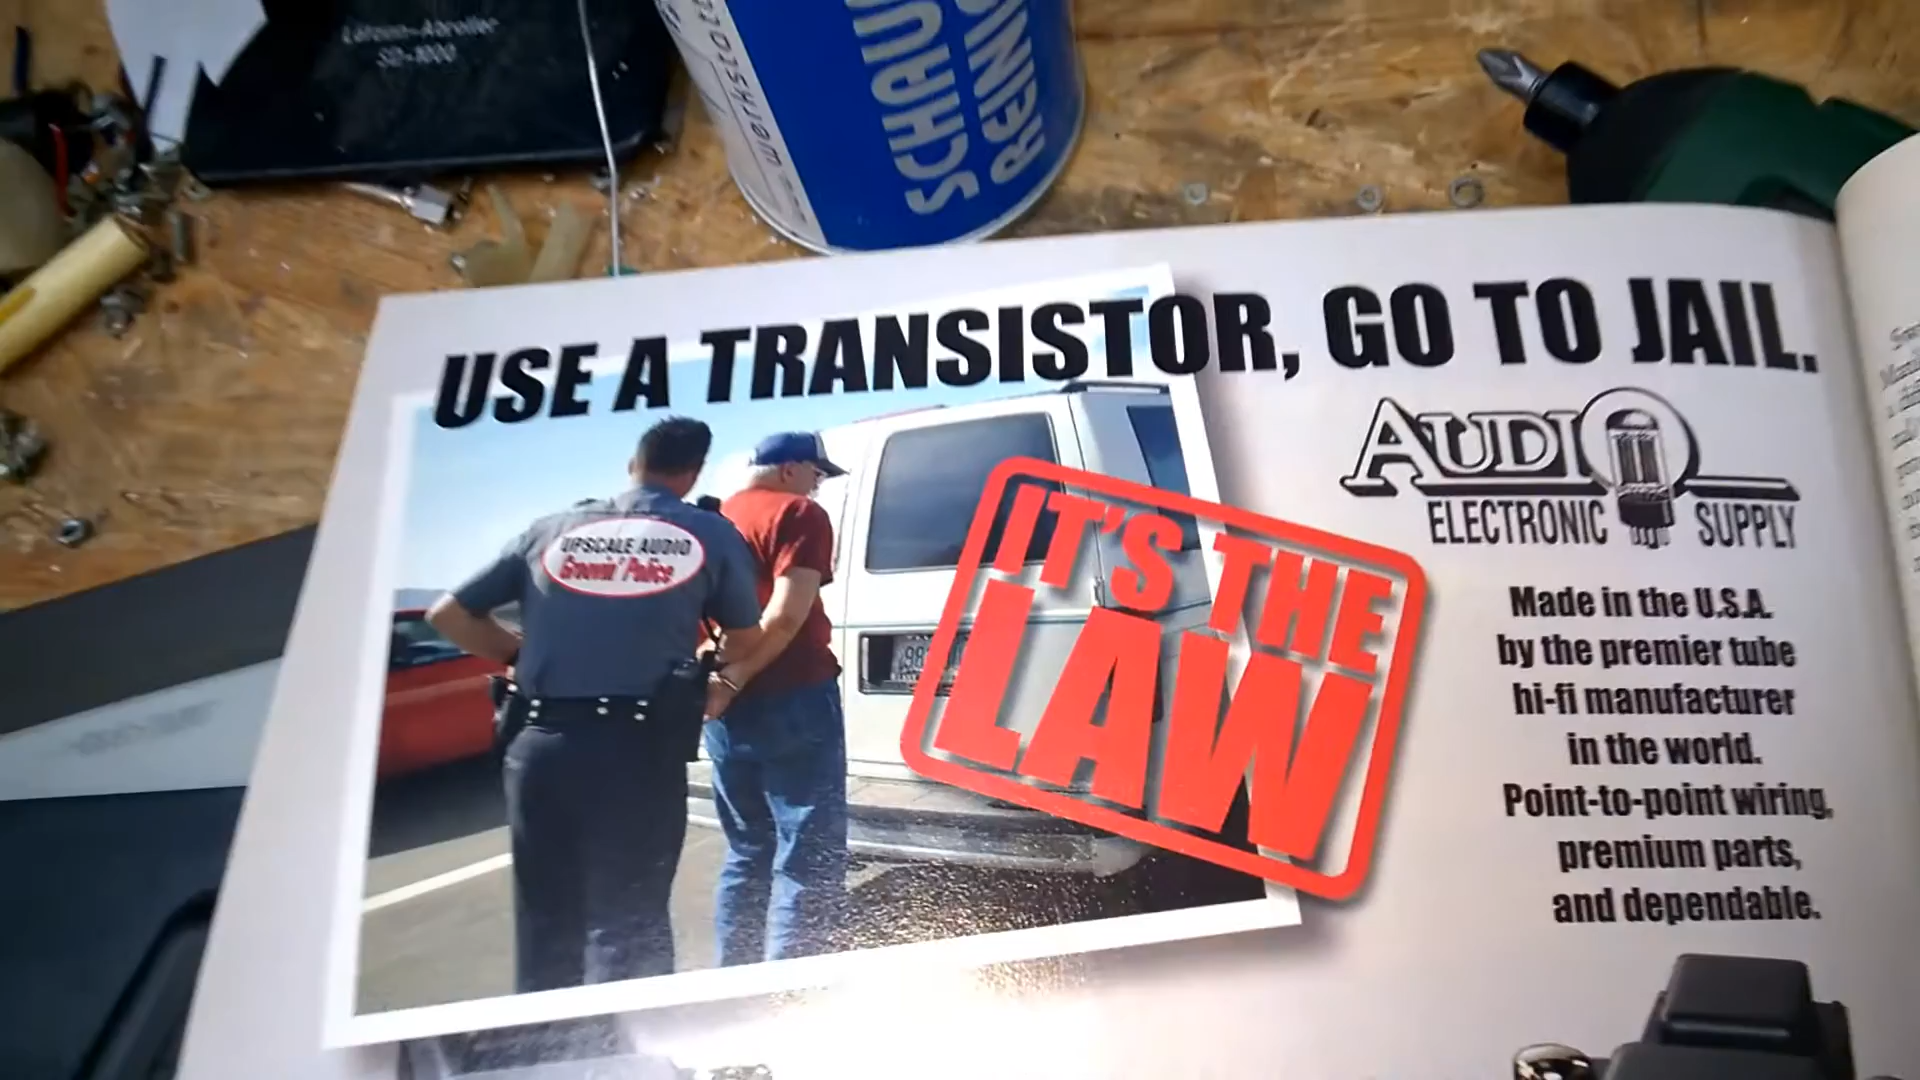 SD-1000
SCHAU
REINIG
USE A TRANSISTOR, GO TO JAIL.
AUDIO
ELECTRONIC SUPPLY
UPSCALE AUDIO
Groovin' Police
IT'S THE
LAW
Made in the U.S.A.
by the premier tube
hi-fi manufacturer
in the world.
Point-to-point wiring,
premium parts,
and dependable.